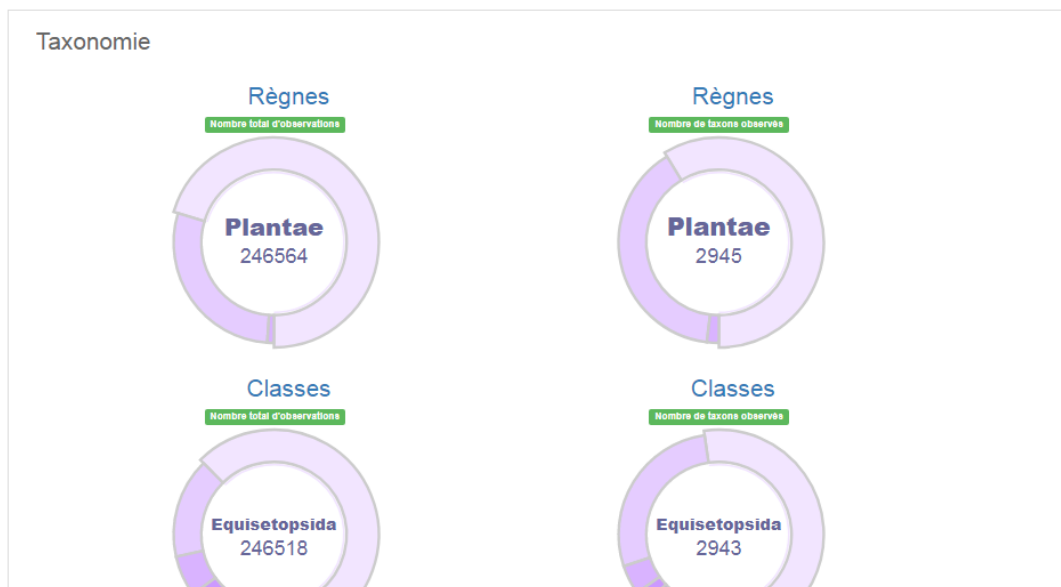 Taxonomie
Règnes
Nombre total d'observations
Plantae
246564
Règnes
Nombre de taxons observés
Plantae
2945
Classes
Nombre total d'observations
Equisetopsida
246518
Classes
Nombre de taxons observés
Equisetopsida
2943